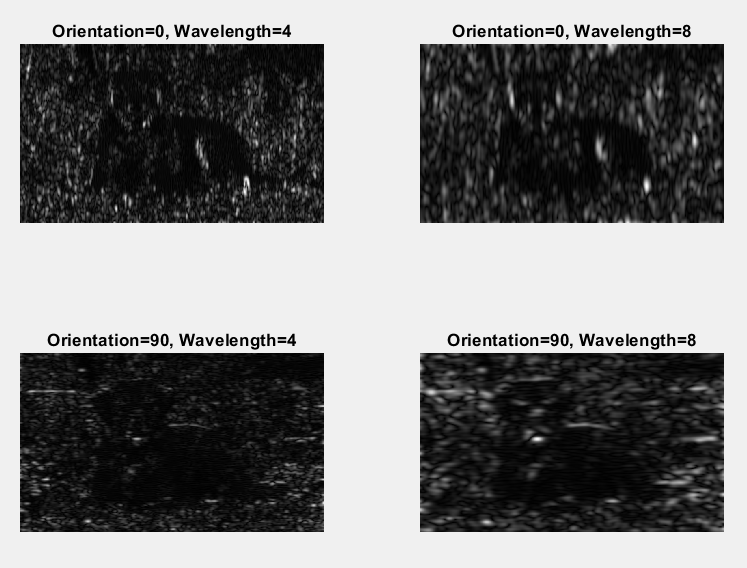 Orientation=0, Wavelength=4
Orientation=0, Wavelength=8
Orientation=90, Wavelength=4
Orientation=90, Wavelength=8